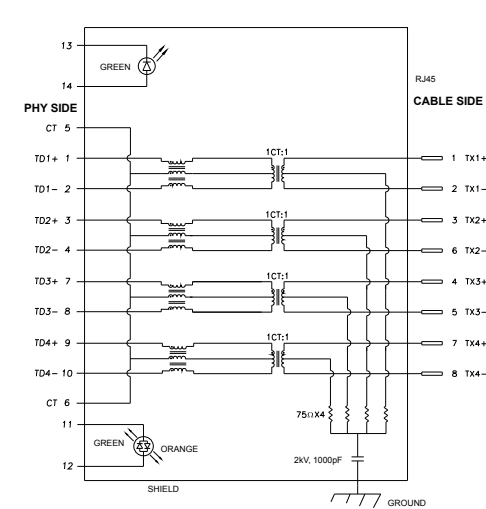 13
GREEN
14
RJ45
PHY SIDE
CABLE SIDE
CT 5
1CT:1
TD1+ 1
1 TX1+
TD1- 2
2 TX1-
1CT:1
TD2+ 3
3 TX2+
TD2- 4
6 TX2-
1CT:1
TD3+ 7
4 TX3+
TD3- 8
5 TX3-
1CT:1
TD4+ 9
7 TX4+
TD4- 10
8 TX4-
CT 6
75ΩX4
11
GREEN
ORANGE
12
2kV, 1000pF
SHIELD
GROUND